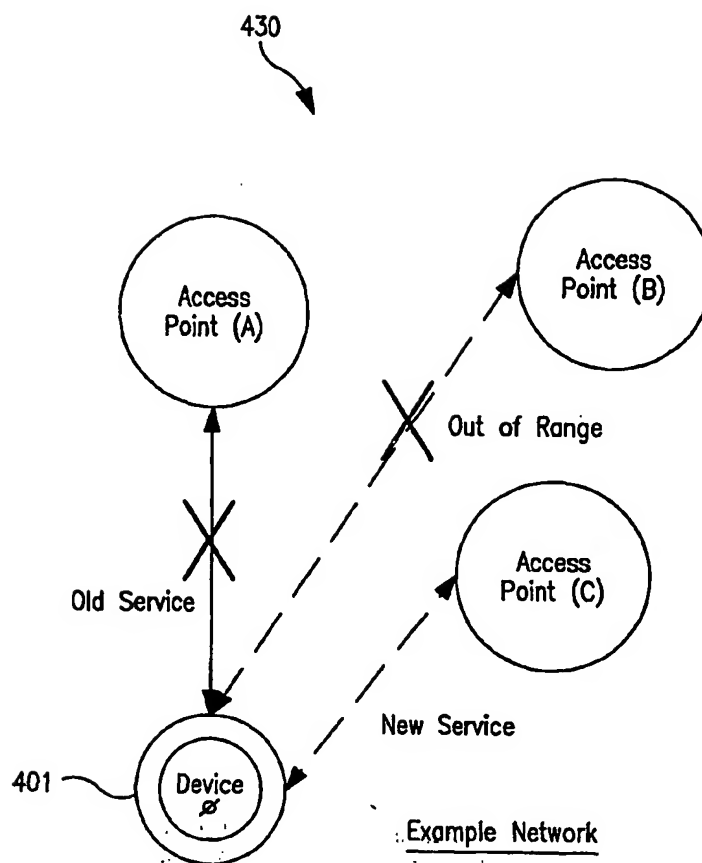 430
Access
Point (A)
Access
Point (B)
Out of Range
Access
Point (C)
Old Service
New Service
401
Device
Ø
Example Network